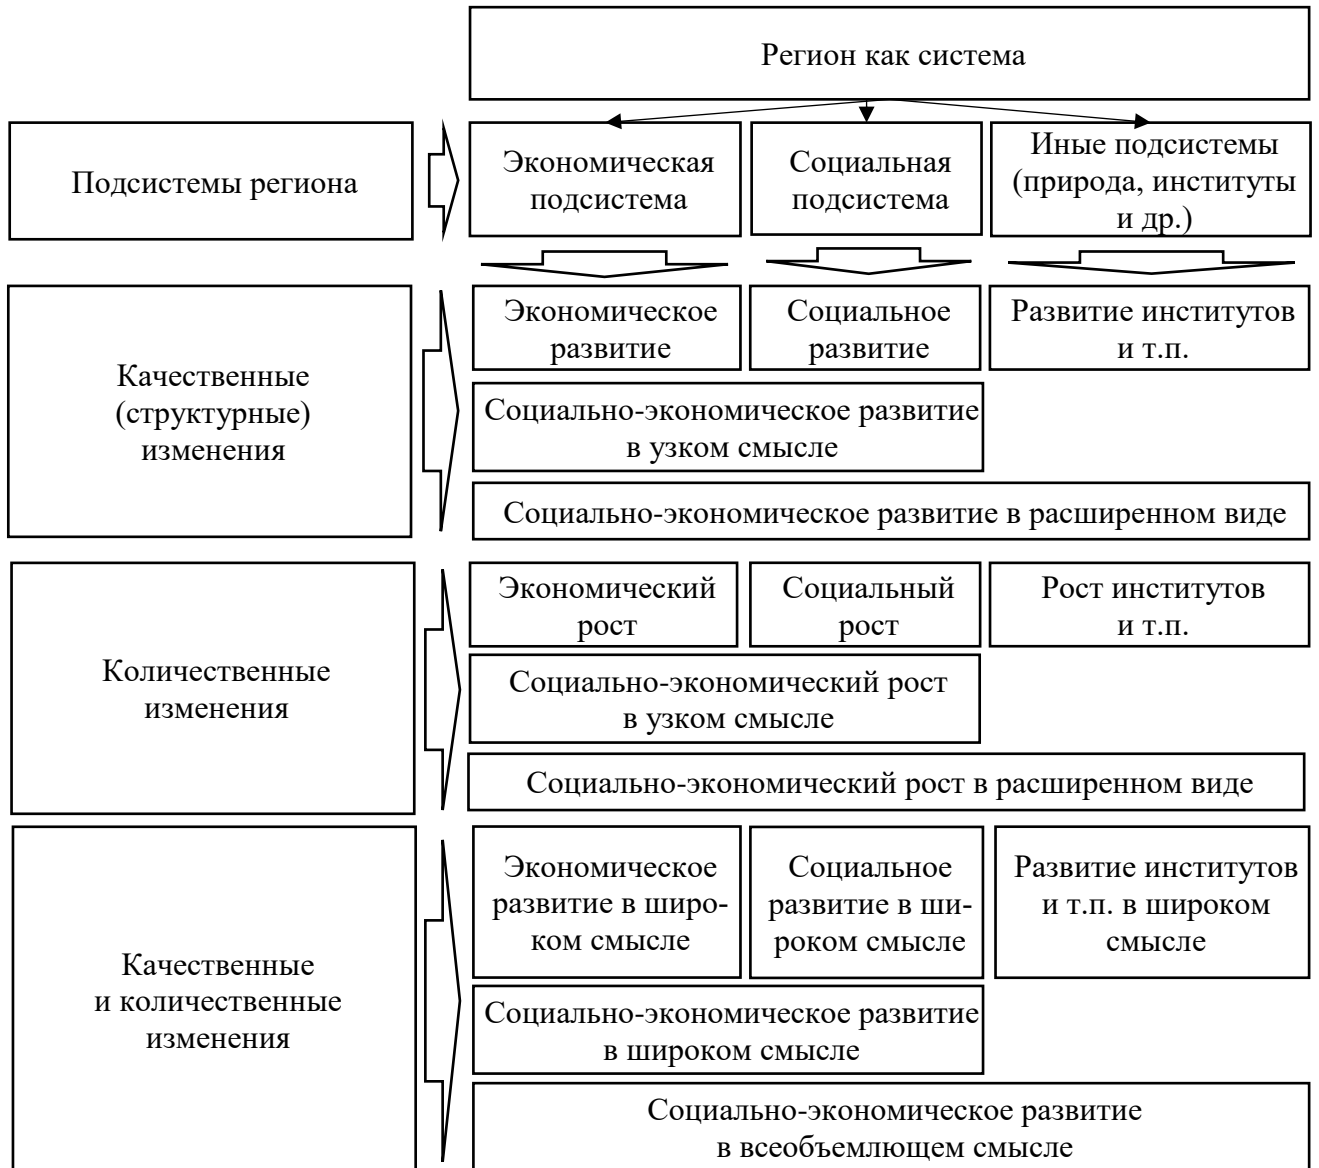 Регион как система
Подсистемы региона
Экономическая
подсистема
Социальная
подсистема
Иные подсистемы
(природа, институты
и др.)
Качественные
(структурные)
изменения
Экономическое
развитие
Социальное
развитие
Развитие институтов
и т.п.
Социально-экономическое развитие
в узком смысле
Социально-экономическое развитие в расширенном виде
Количественные
изменения
Экономический
рост
Социальный
рост
Рост институтов
и т.п.
Социально-экономический рост
в узком смысле
Социально-экономический рост в расширенном виде
Качественные
и количественные
изменения
Экономическое
развитие в широ-
ком смысле
Социальное
развитие в ши-
роком смысле
Развитие институтов
и т.п. в широком
смысле
Социально-экономическое развитие
в широком смысле
Социально-экономическое развитие
в всеобъемлющем смысле